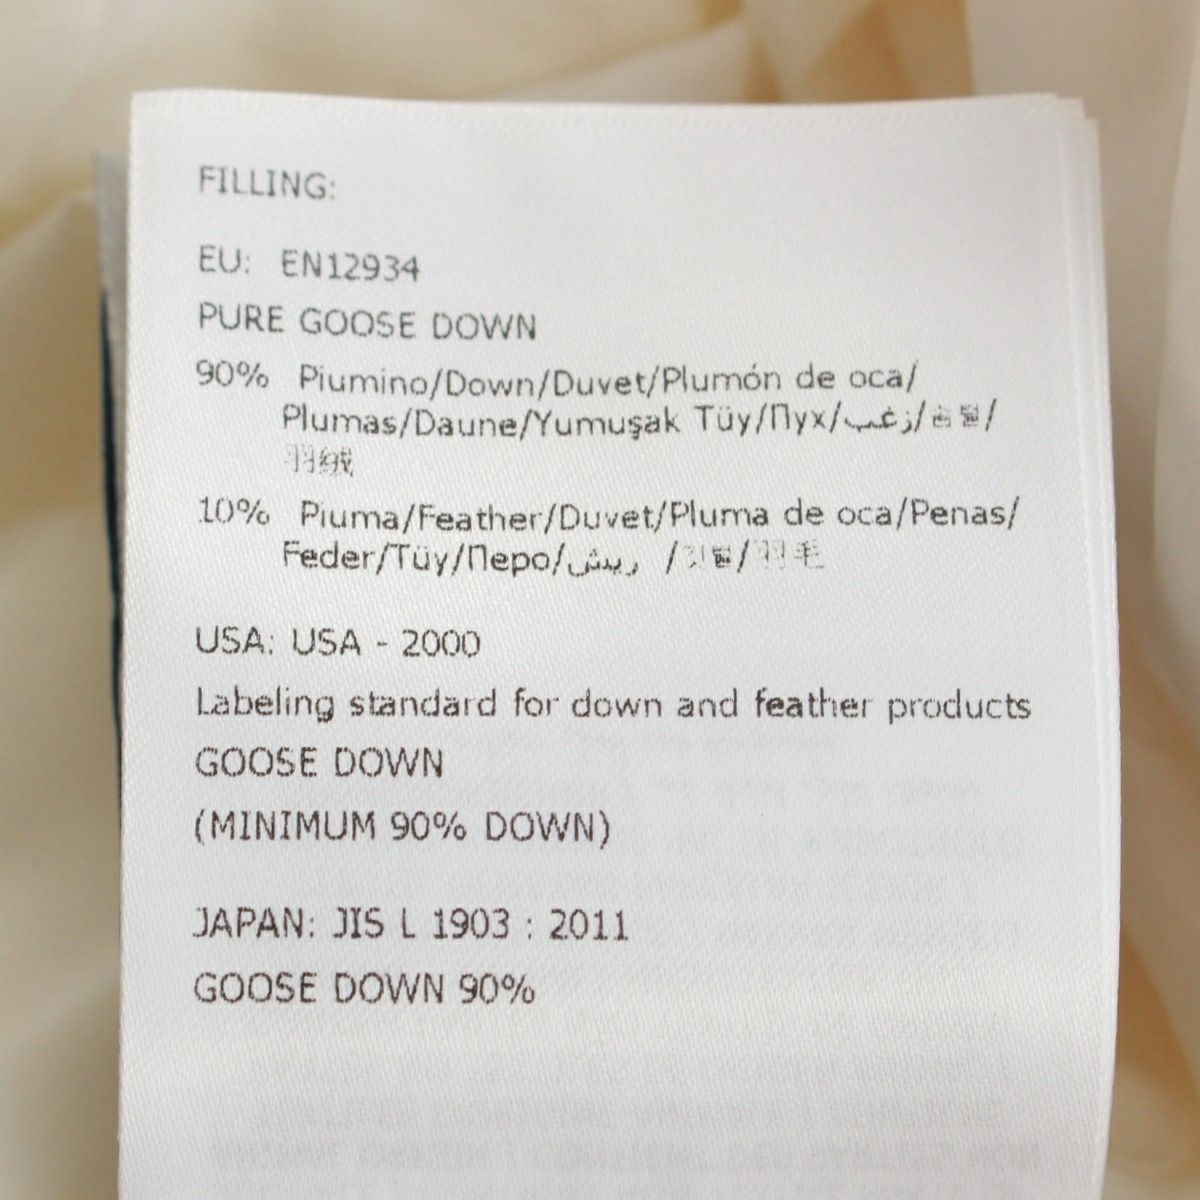 FILLING:
EU: EN12934
PURE GOOSE DOWN
90% Piumino/Down/Duvet/Plumón de oca/
Plumas/Daune/Yumuşak Tüy/Пух/زغب/솜털/
羽绒
10% Piuma/Feather/Duvet/Pluma de oca/Penas/
Feder/Tüy/Перо/ريش /깃털/羽毛
USA: USA - 2000
Labeling standard for down and feather products
GOOSE DOWN
(MINIMUM 90% DOWN)
JAPAN: JIS L 1903 : 2011
GOOSE DOWN 90%